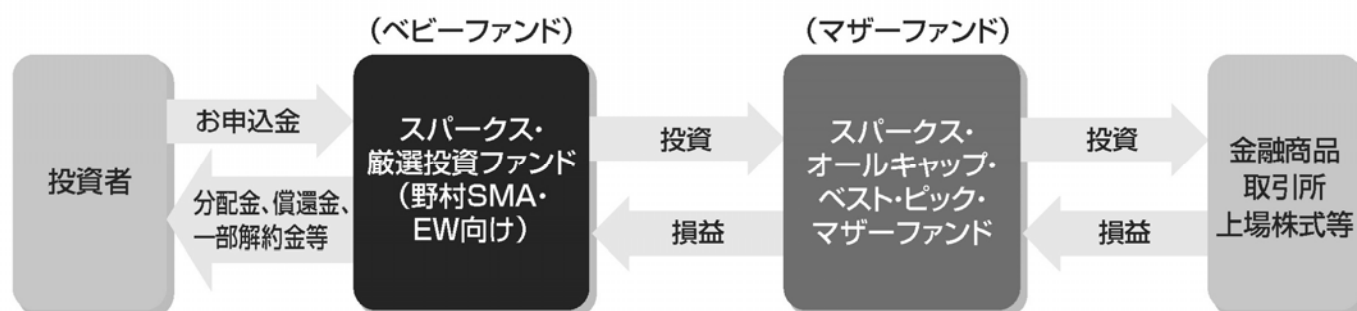 (ベビーファンド)
(マザーファンド)
投資者
お申込金
分配金、償還金、
一部解約金等
スパークス・
厳選投資ファンド
(野村SMA・
EW向け)
投資
損益
スパークス・
オールキャップ・
ベスト・ピック・
マザーファンド
投資
損益
金融商品
取引所
上場株式等